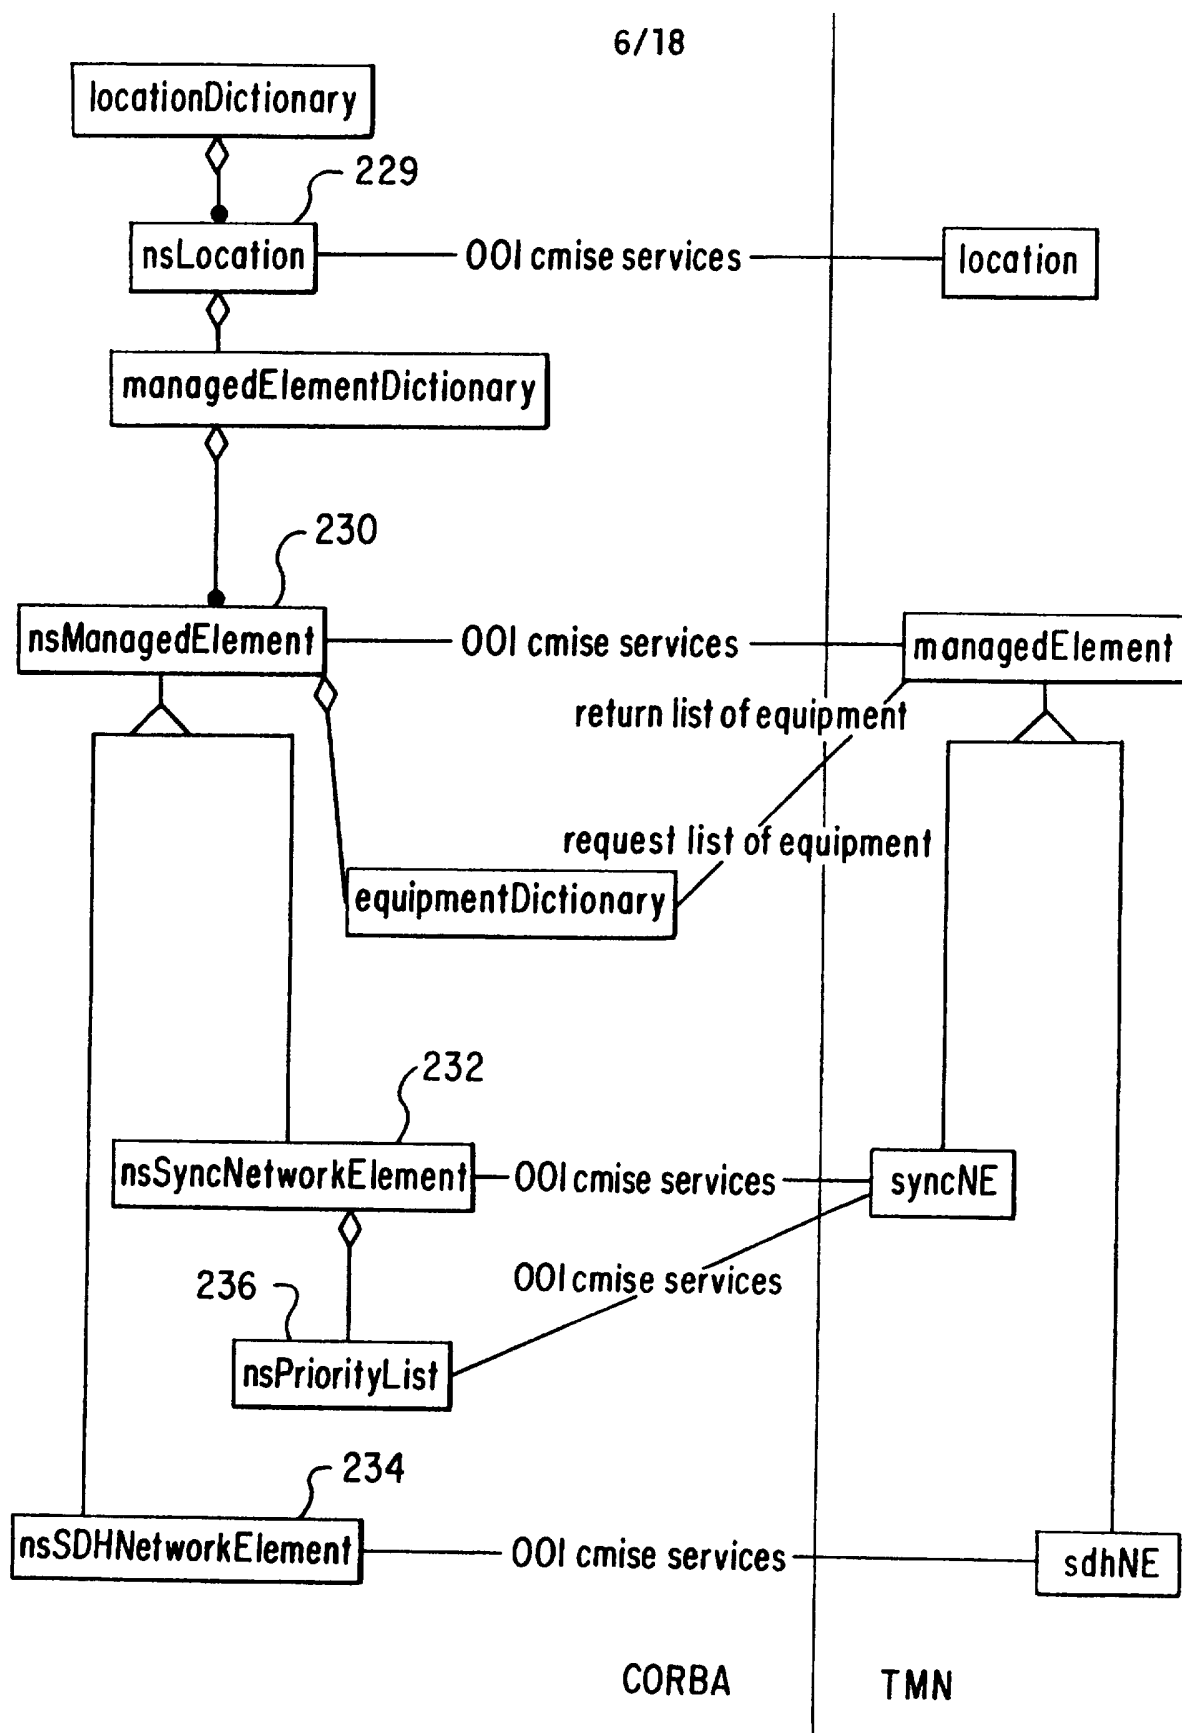 6/18
locationDictionary
229
nsLocation
OOI cmise services
location
managedElementDictionary
230
nsManagedElement
OOI cmise services
managedElement
return list of equipment
request list of equipment
equipmentDictionary
232
nsSyncNetworkElement
OOI cmise services
syncNE
236
OOI cmise services
nsPriorityList
234
nsSDHNetworkElement
OOI cmise services
sdhNE
CORBA
TMN